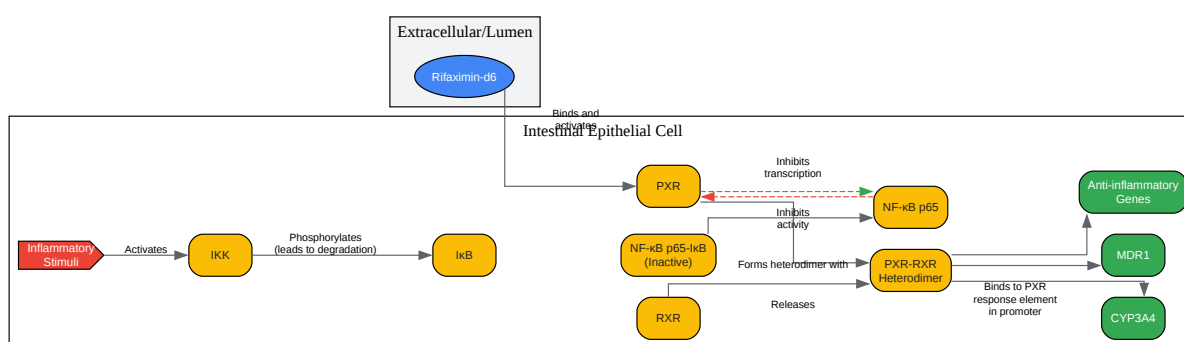 Extracellular/Lumen
Rifaximin-d6
Binds and
activates
Intestinal Epithelial Cell
Inhibits
transcription
PXR
Anti-inflammatory
Genes
NF-κB p65
Inhibits
activity
Inflammatory
Stimuli
Activates
IKK
Phosphorylates
(leads to degradation)
IκB
NF-κB p65-IκB
(Inactive)
Forms heterodimer with
PXR-RXR
Heterodimer
MDR1
Binds to PXR
response element
in promoter
Releases
RXR
CYP3A4